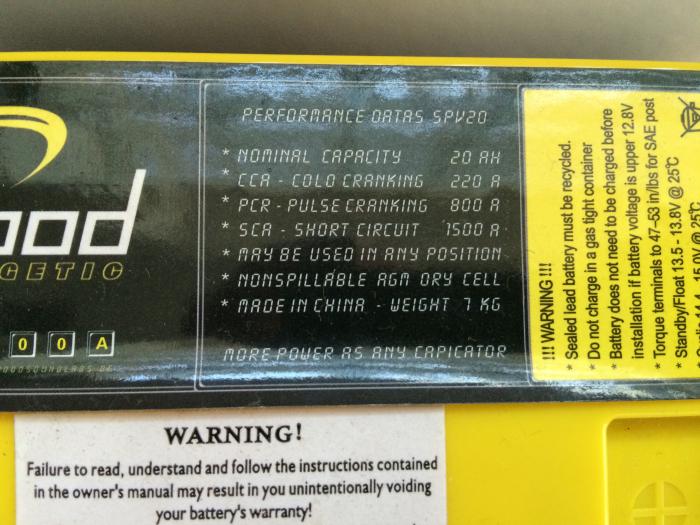 ood
GETIC
0 0 A
PERFORMANCE DATAS SPV20
* NOMINAL CAPACITY 20 AH
* CCA - COLD CRANKING 220 A
* PCR - PULSE CRANKING 800 A
* SCA - SHORT CIRCUIT 1500 A
* MAY BE USED IN ANY POSITION
* NONSPILLABLE AGM DRY CELL
* MADE IN CHINA - WEIGHT 7 KG
MORE POWER AS ANY CAPICATOR
!!! WARNING !!!
* Sealed lead battery must be recycled.
* Do not charge in a gas tight container
* Battery does not need to be charged before
installation if battery voltage is upper 12.8V
* Torque terminals to 47-53 in/lbs for SAE post
* Standby/Float 13.5 - 13.8V @ 25°C
15.0V @ 25°C
WARNING!
Failure to read, understand and follow the instructions contained
in the owner's manual may result in you unintentionally voiding
your battery's warranty!